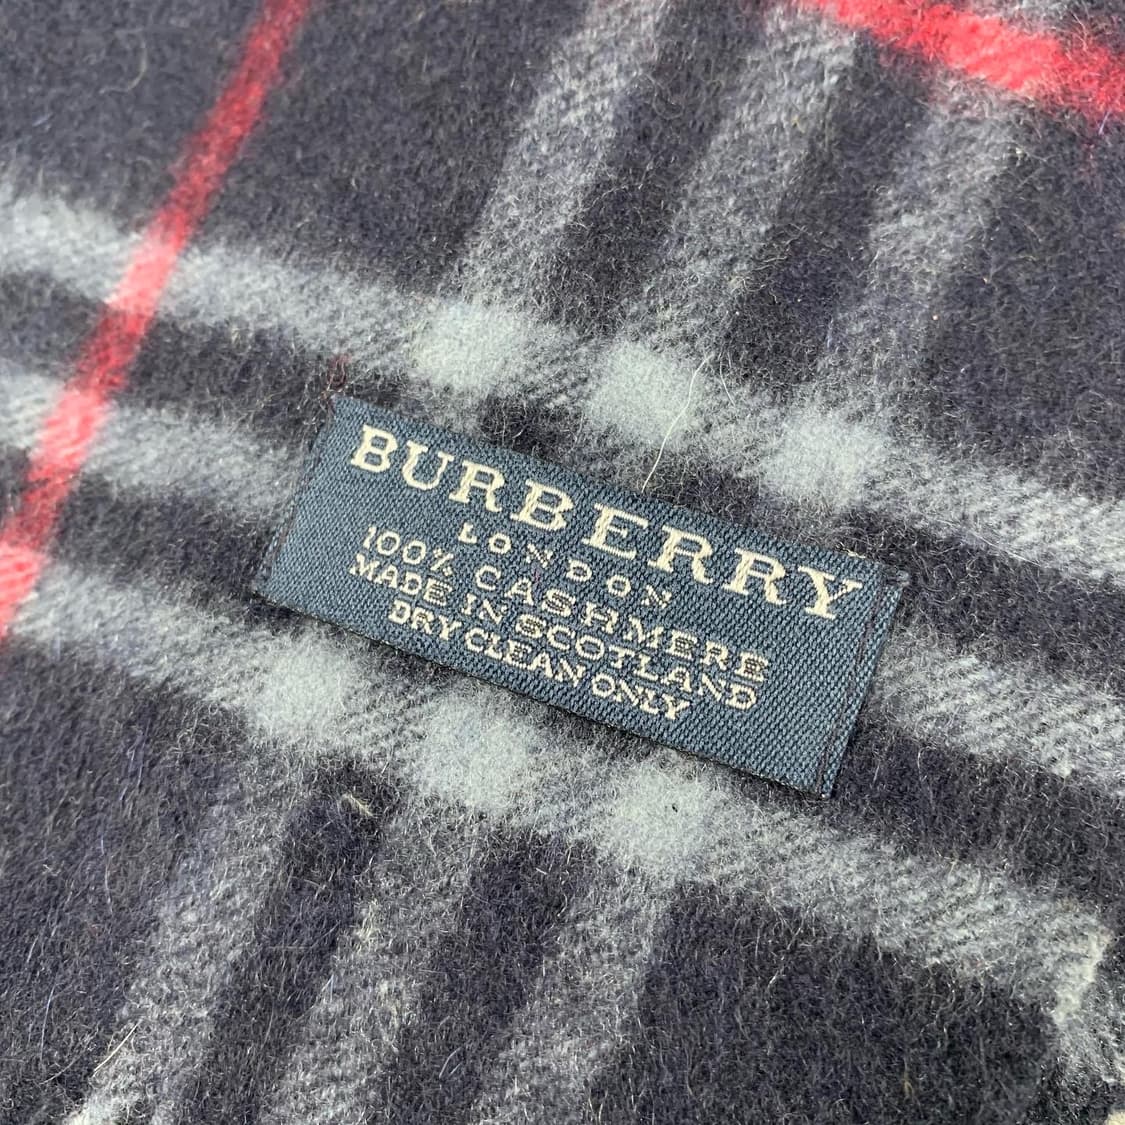 BURBERRY
LONDON
100% CASHMERE
MADE IN SCOTLAND
DRY CLEAN ONLY